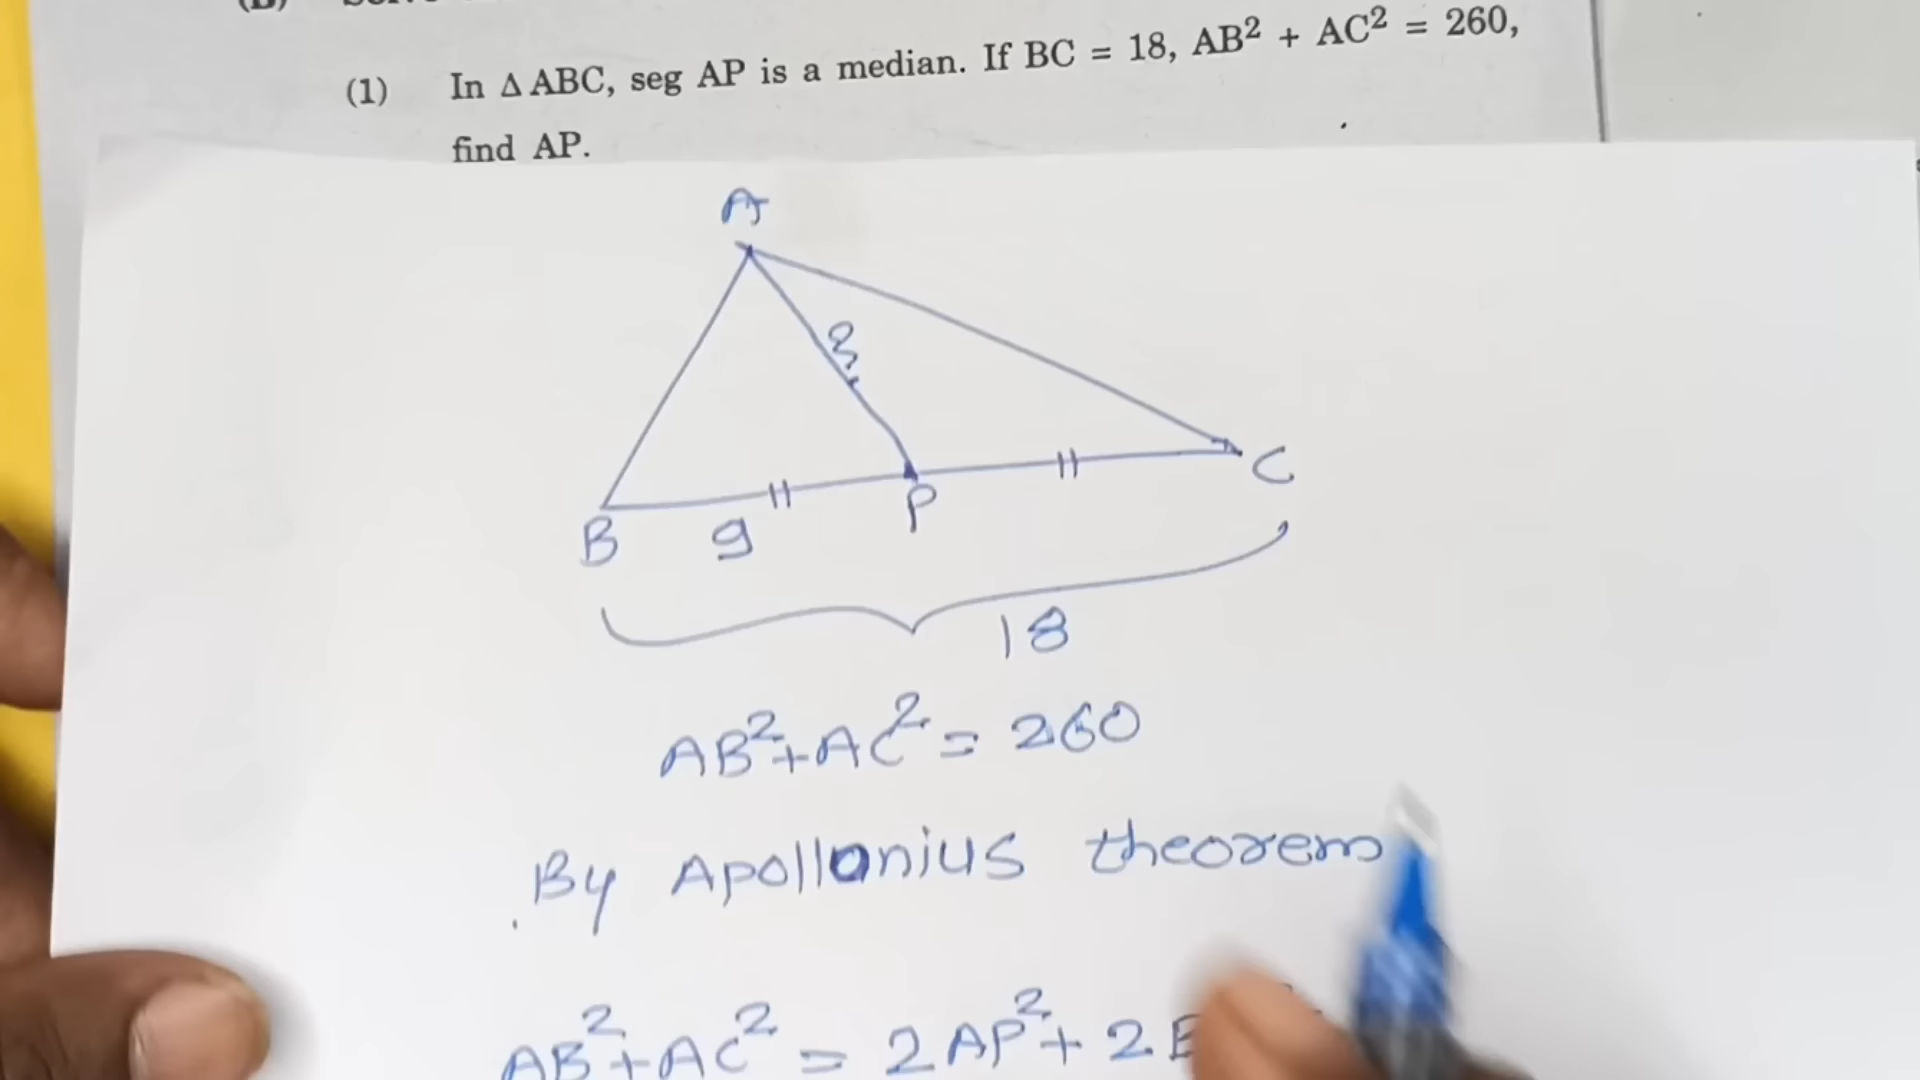 (1) In Δ ABC, seg AP is a median. If BC = 18, AB² + AC² = 260,
find AP.
A
B 9 P C
18
AB²+AC² = 260
By Apollonius theorem
AB²+AC² = 2AP²+ 2